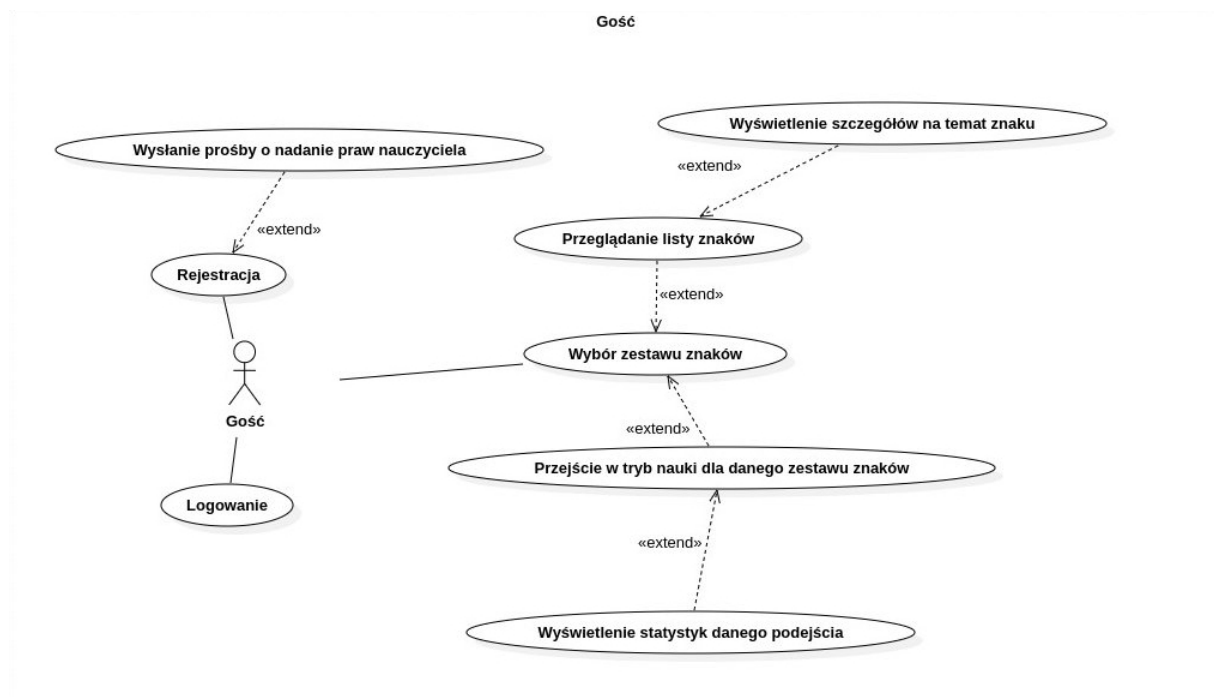 Gość
Wyświetlenie szczegółów na temat znaku
Wysłanie prośby o nadanie praw nauczyciela
«extend»
«extend»
Przeglądanie listy znaków
Rejestracja
«extend»
Wybór zestawu znaków
Gość
«extend»
Przejście w tryb nauki dla danego zestawu znaków
Logowanie
«extend»
Wyświetlenie statystyk danego podejścia